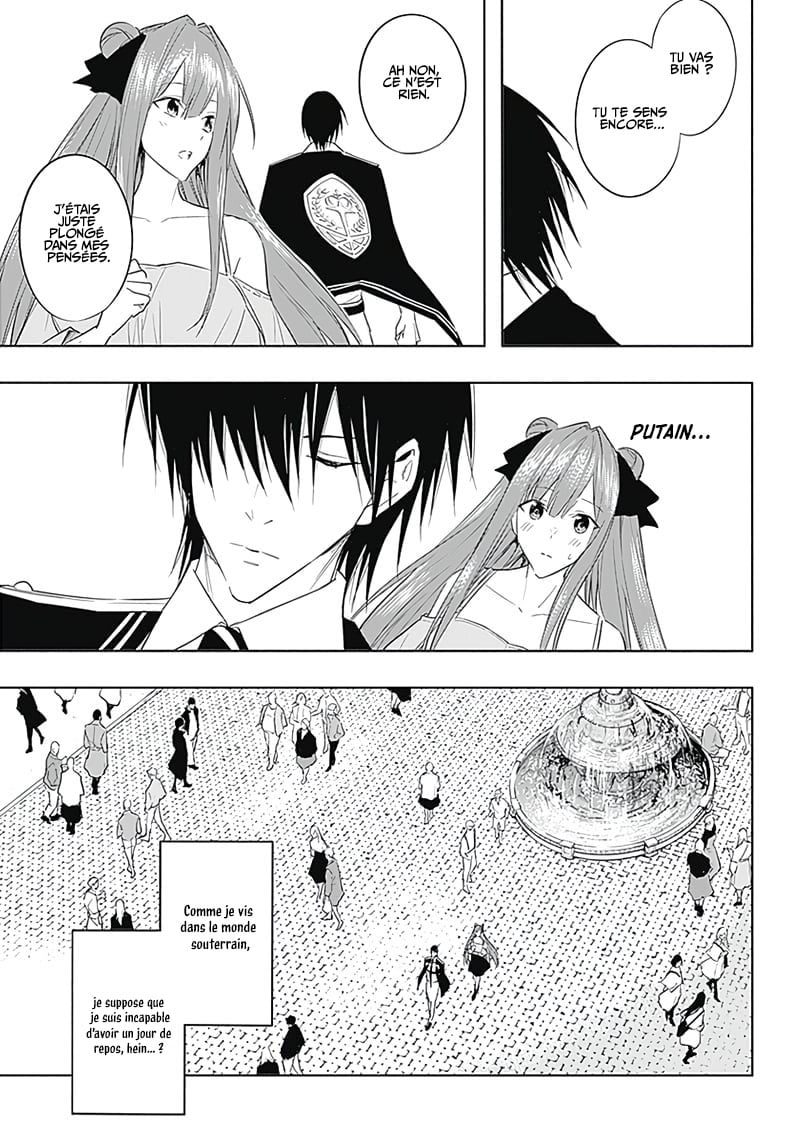 TU VAS
BIEN ?
TU TE SENS
ENCORE...
AH NON,
CE N'EST
RIEN.
J'ÉTAIS
JUSTE
PLONGÉ
DANS MES
PENSÉES.
PUTAIN...
Comme je vis
dans le monde
souterrain,
je suppose que
je suis incapable
d'avoir un jour de
repos, hein... ?